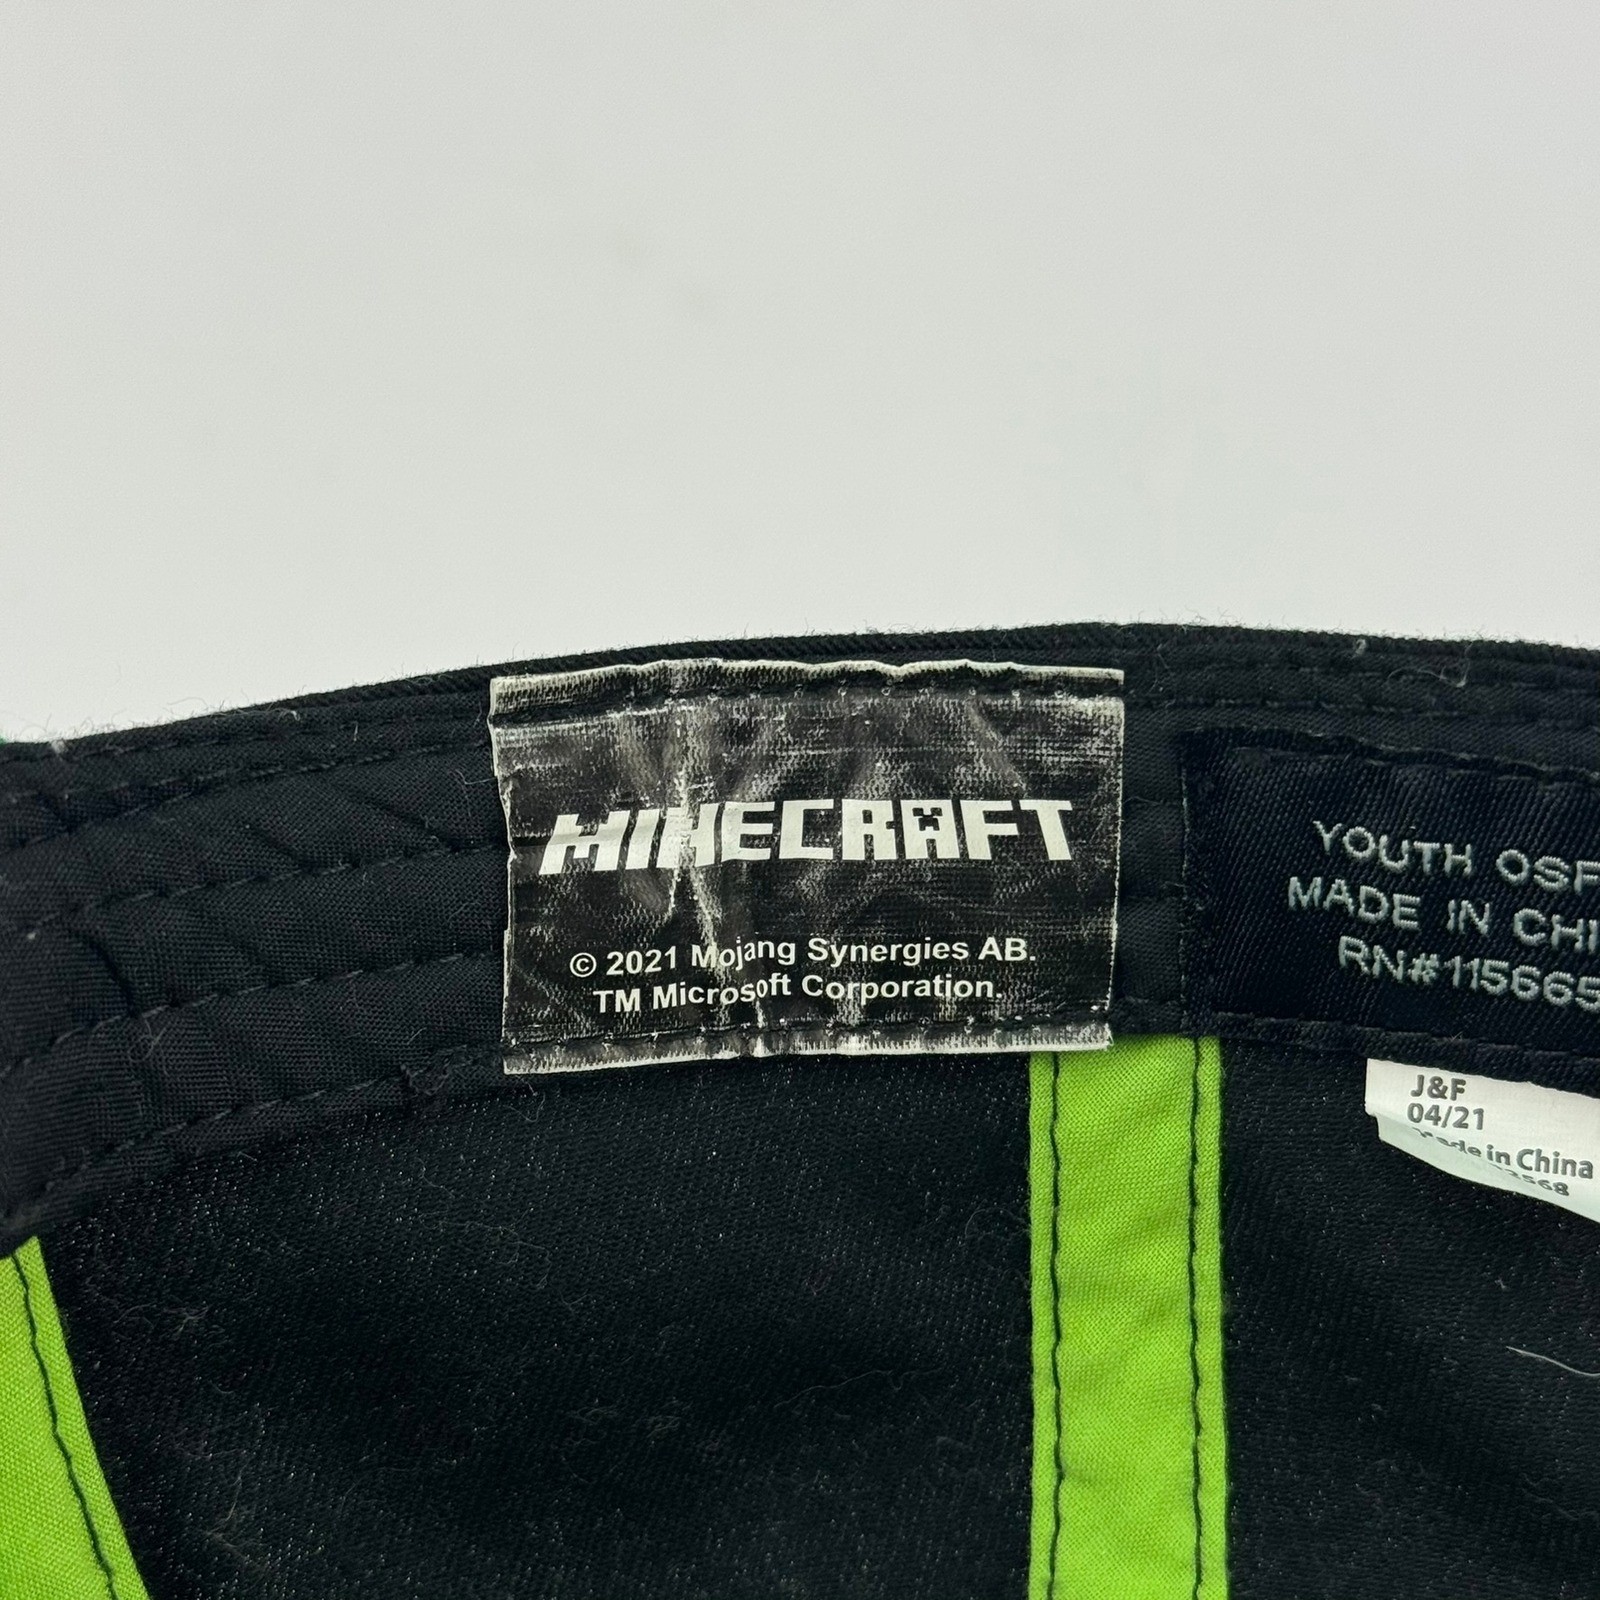 MINECRAFT
© 2021 Mojang Synergies AB.
TM Microsoft Corporation.
YOUTH OSF
MADE IN CHI
RN#115665
J&F
04/21
Made in China